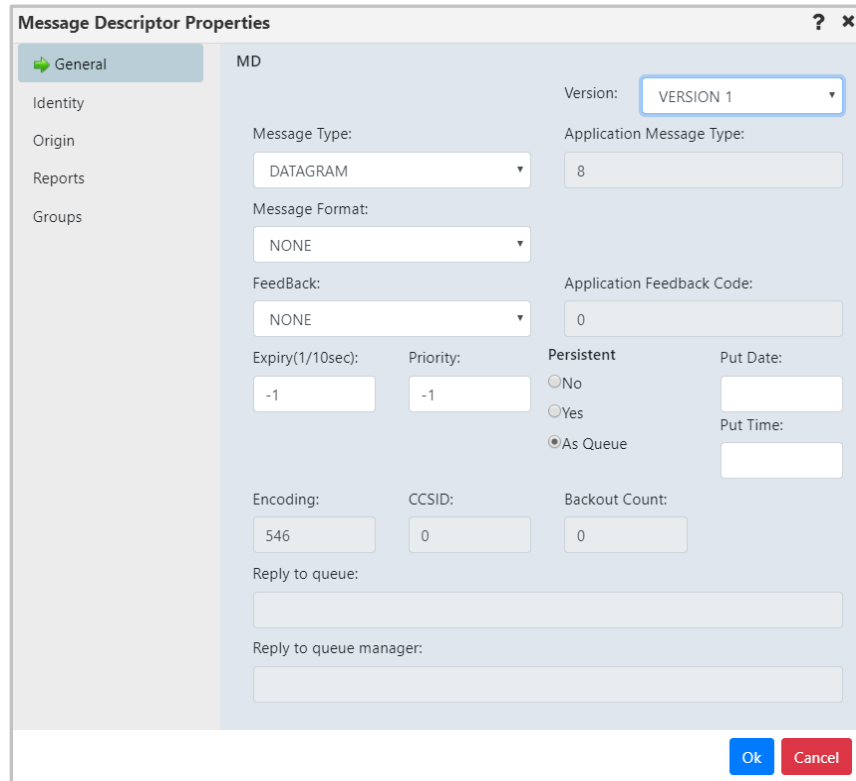 Message Descriptor Properties ? ×
General
Identity
Origin
Reports
Groups
MD
Version: VERSION 1
Message Type: Application Message Type:
DATAGRAM 8
Message Format:
NONE
FeedBack: Application Feedback Code:
NONE 0
Expiry(1/10sec): Priority: Persistent Put Date:
-1 -1 No
Yes
Put Time:
As Queue
Encoding: CCSID: Backout Count:
546 0 0
Reply to queue:
Reply to queue manager:
Ok Cancel